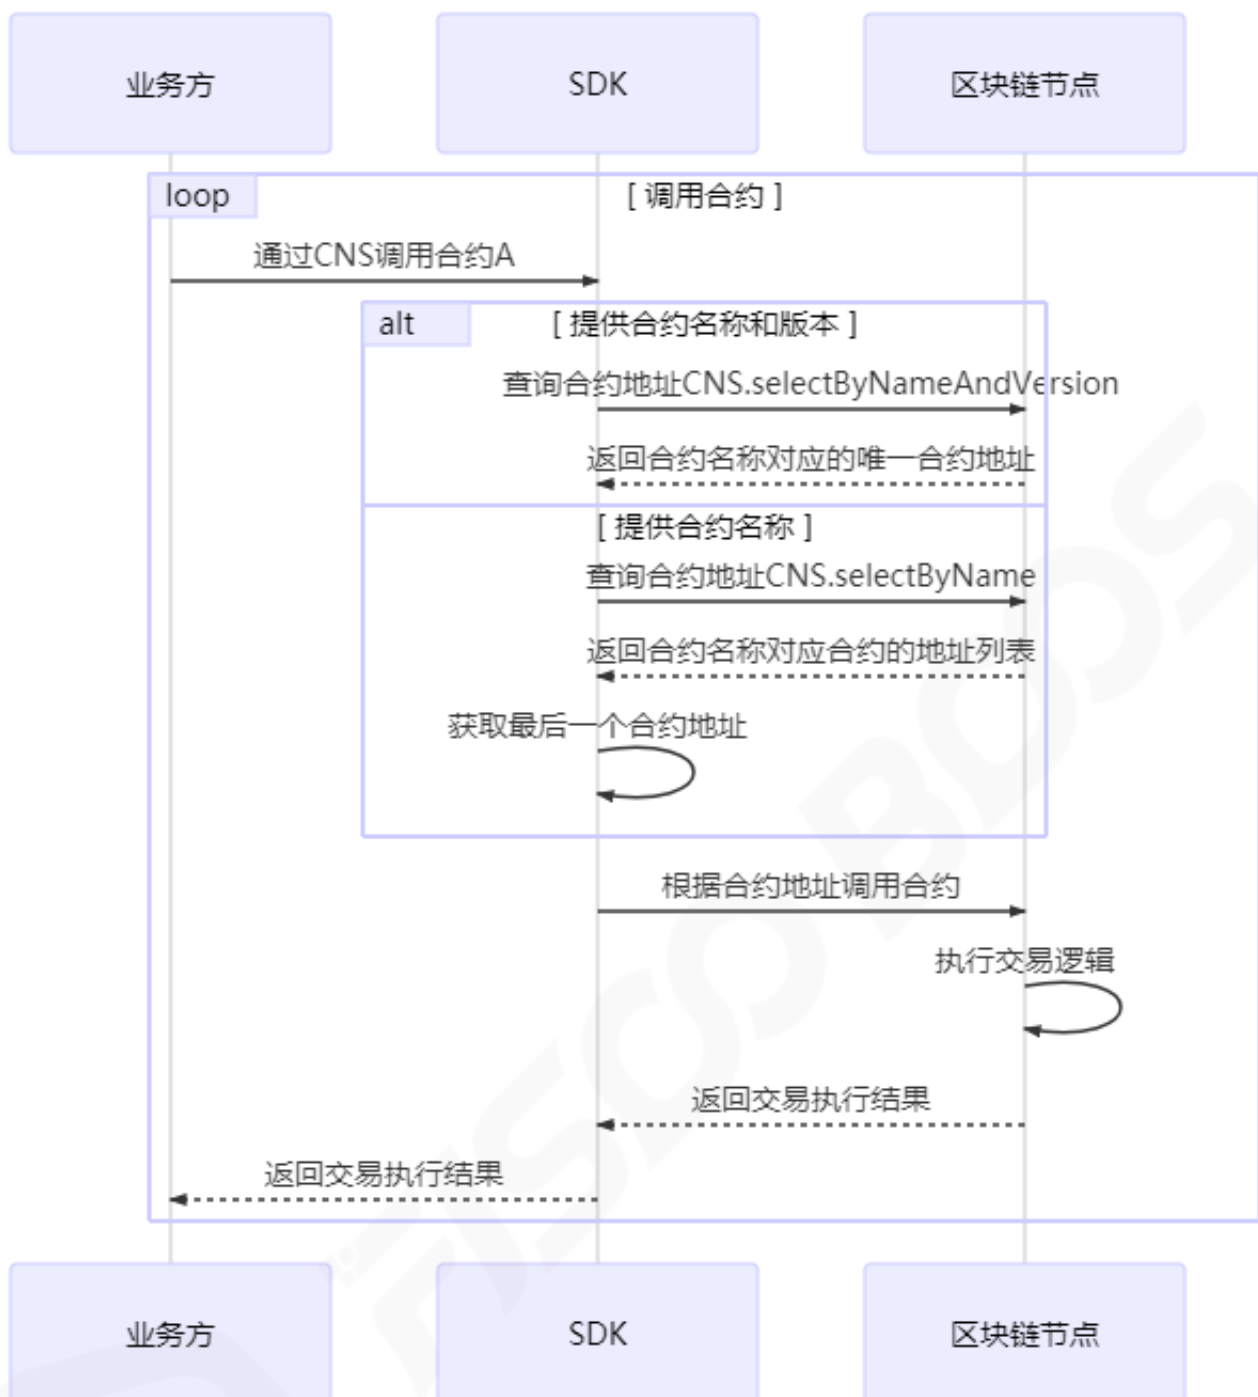 业务方
SDK
区块链节点
loop
[ 调用合约 ]
通过CNS调用合约A
alt
[ 提供合约名称和版本 ]
查询合约地址CNS.selectByNameAndVersion
返回合约名称对应的唯一合约地址
[ 提供合约名称 ]
查询合约地址CNS.selectByName
返回合约名称对应合约的地址列表
获取最后一个合约地址
根据合约地址调用合约
执行交易逻辑
返回交易执行结果
返回交易执行结果
业务方
SDK
区块链节点
FISCO BCOS